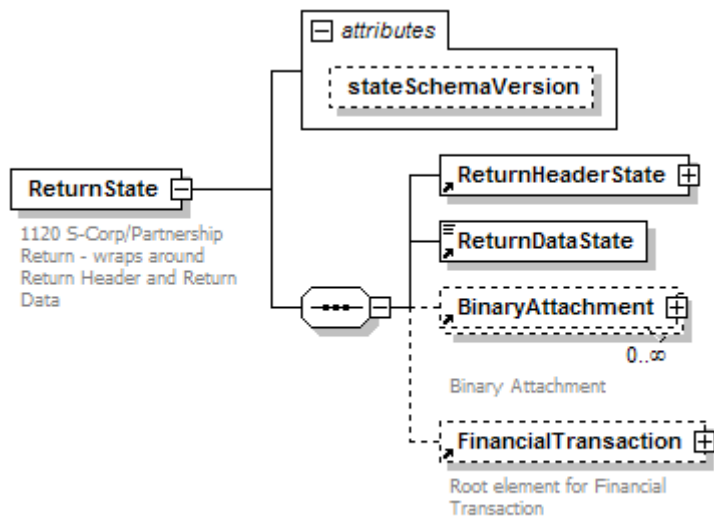 attributes
stateSchemaVersion
ReturnState
1120 S-Corp/Partnership
Return - wraps around
Return Header and Return
Data
ReturnHeaderState
ReturnDataState
BinaryAttachment
0..∞
Binary Attachment
FinancialTransaction
Root element for Financial
Transaction